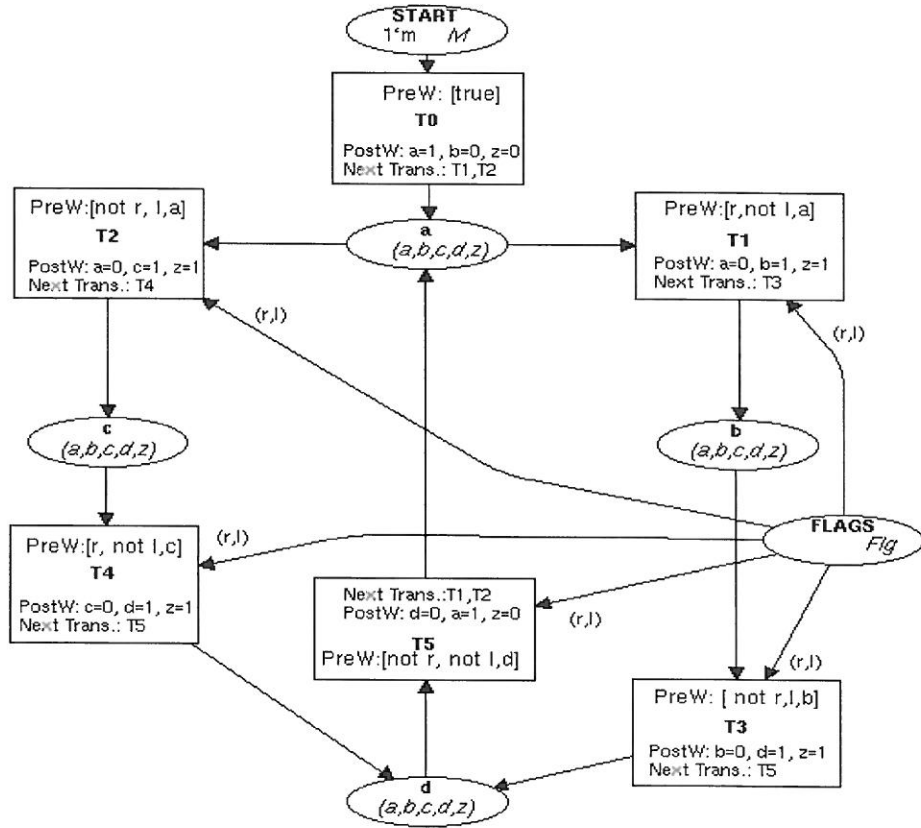 START
1'm M
PreW: [true]
T0
PostW: a=1, b=0, z=0
Next Trans.: T1,T2
PreW:[not r, l,a]
T2
PostW: a=0, c=1, z=1
Next Trans.: T4
a
(a,b,c,d,z)
PreW:[r,not l,a]
T1
PostW: a=0, b=1, z=1
Next Trans.: T3
(r,l)
(r,l)
c
(a,b,c,d,z)
b
(a,b,c,d,z)
FLAGS
Flg
PreW:[r, not l,c]
T4
PostW: c=0, d=1, z=1
Next Trans.: T5
(r,l)
Next Trans.:T1,T2
PostW: d=0, a=1, z=0
T5
PreW:[not r, not l,d]
(r,l)
(r,l)
PreW: [ not r,l,b]
T3
PostW: b=0, d=1, z=1
Next Trans.: T5
d
(a,b,c,d,z)